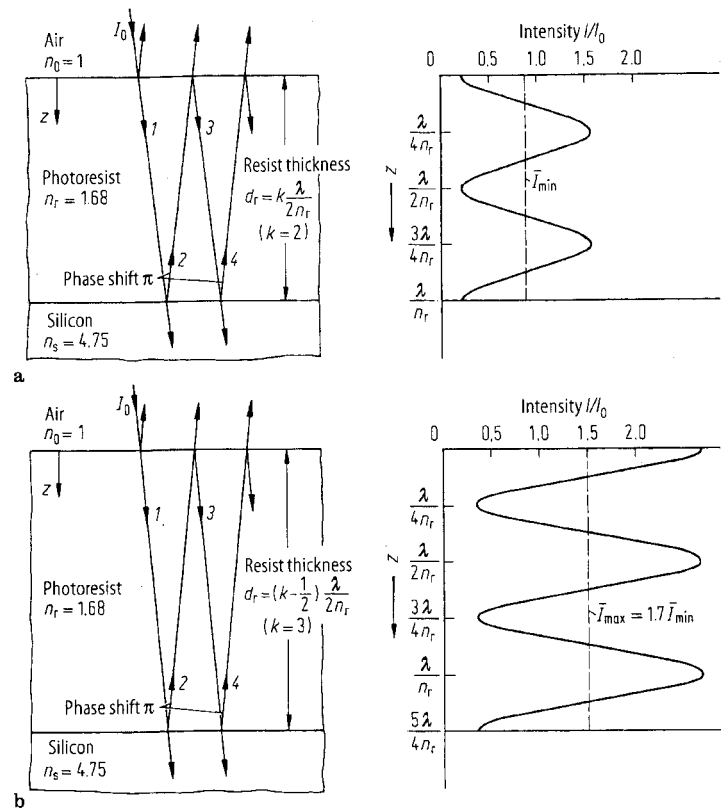 I₀
Air
n₀ = 1
z
1
3
Photoresist
nᵣ = 1.68
Resist thickness
dᵣ = k λ/2nᵣ
(k = 2)
2
4
Phase shift π
Silicon
nₛ = 4.75
a
Intensity I/I₀
0 0.5 1.0 1.5 2.0
λ/4nᵣ
λ/2nᵣ
3λ/4nᵣ
λ/nᵣ
z
Īmin
I₀
Air
n₀ = 1
z
1
3
Photoresist
nᵣ = 1.68
Resist thickness
dᵣ = (k - 1/2) λ/2nᵣ
(k = 3)
2
4
Phase shift π
Silicon
nₛ = 4.75
b
Intensity I/I₀
0 0,5 1.0 1.5 2.0
λ/4nᵣ
λ/2nᵣ
3λ/4nᵣ
λ/nᵣ
5λ/4nᵣ
z
Īmax = 1.7 Īmin